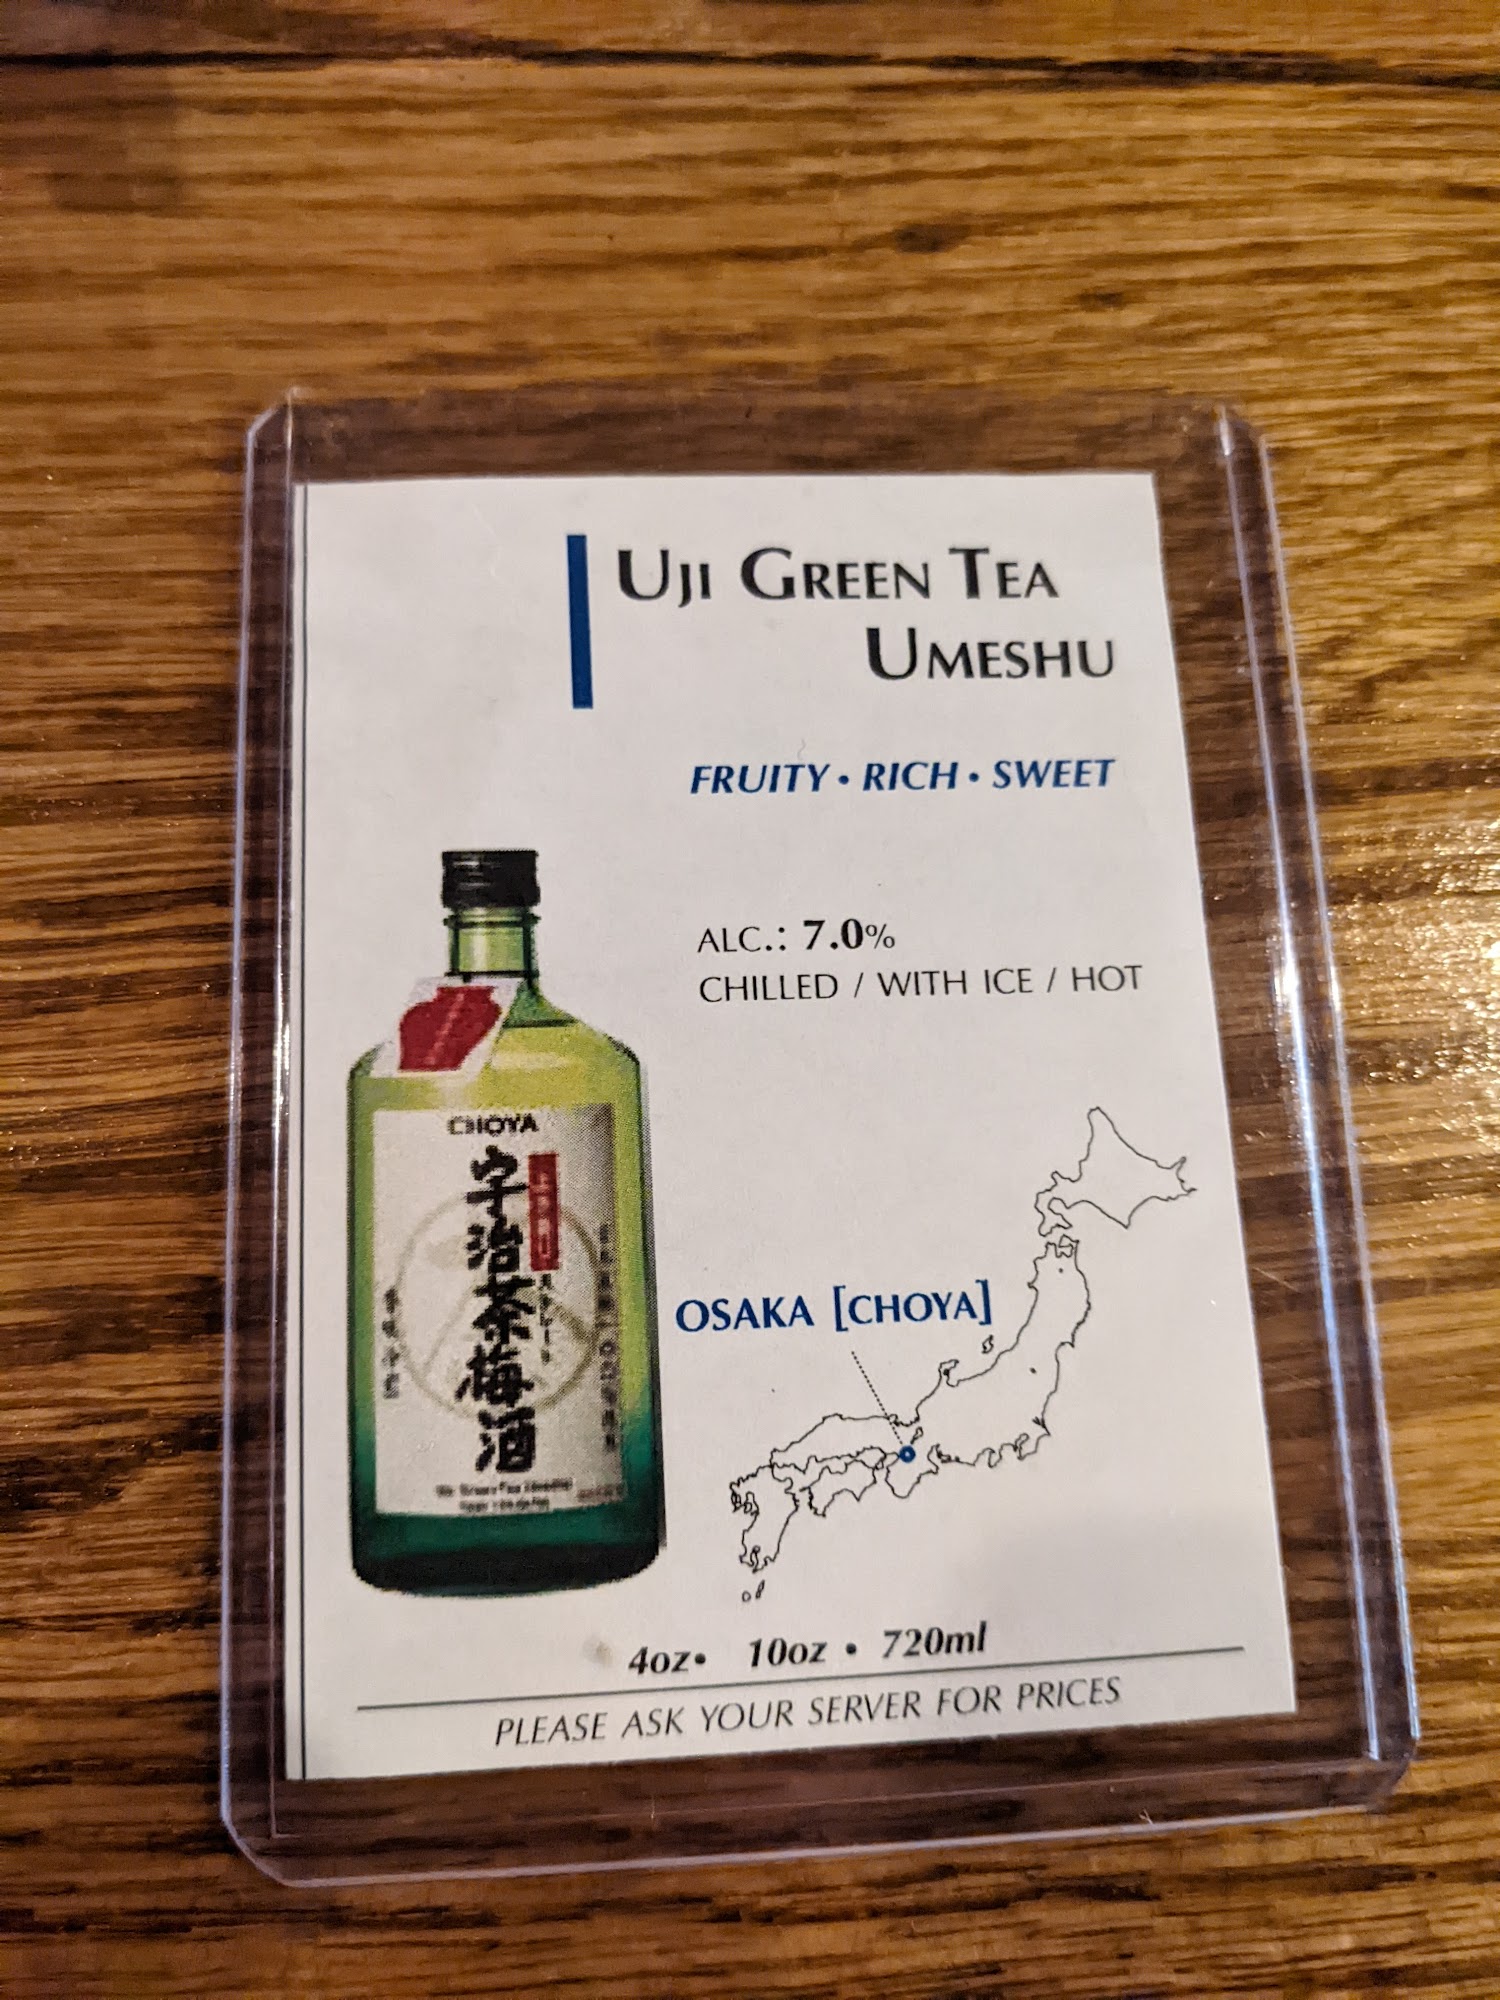 UJI GREEN TEA
UMESHU
FRUITY • RICH • SWEET
ALC.: 7.0%
CHILLED / WITH ICE / HOT
CHOYA
宇治茶梅酒
OSAKA [CHOYA]
4oz• 10oz • 720ml
PLEASE ASK YOUR SERVER FOR PRICES